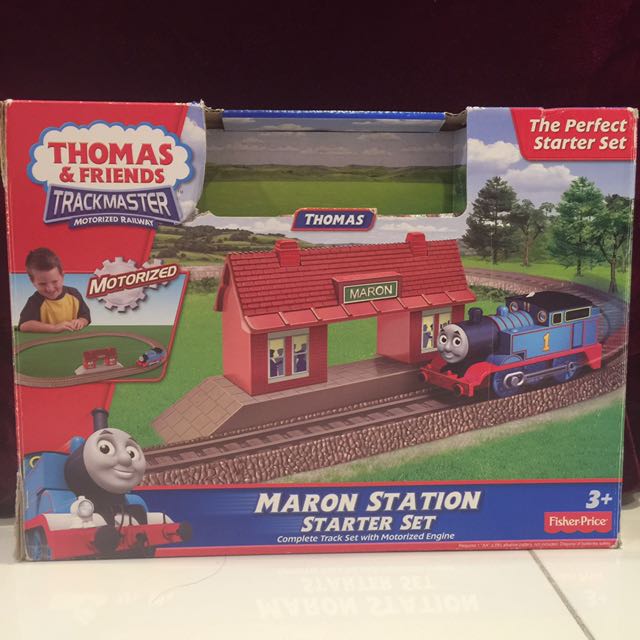 The Perfect
Starter Set
THOMAS
& FRIENDS
TRACKMASTER
MOTORIZED RAILWAY
THOMAS
MOTORIZED
MARON
1
MARON STATION
STARTER SET
Complete Track Set with Motorized Engine
3+
Fisher-Price